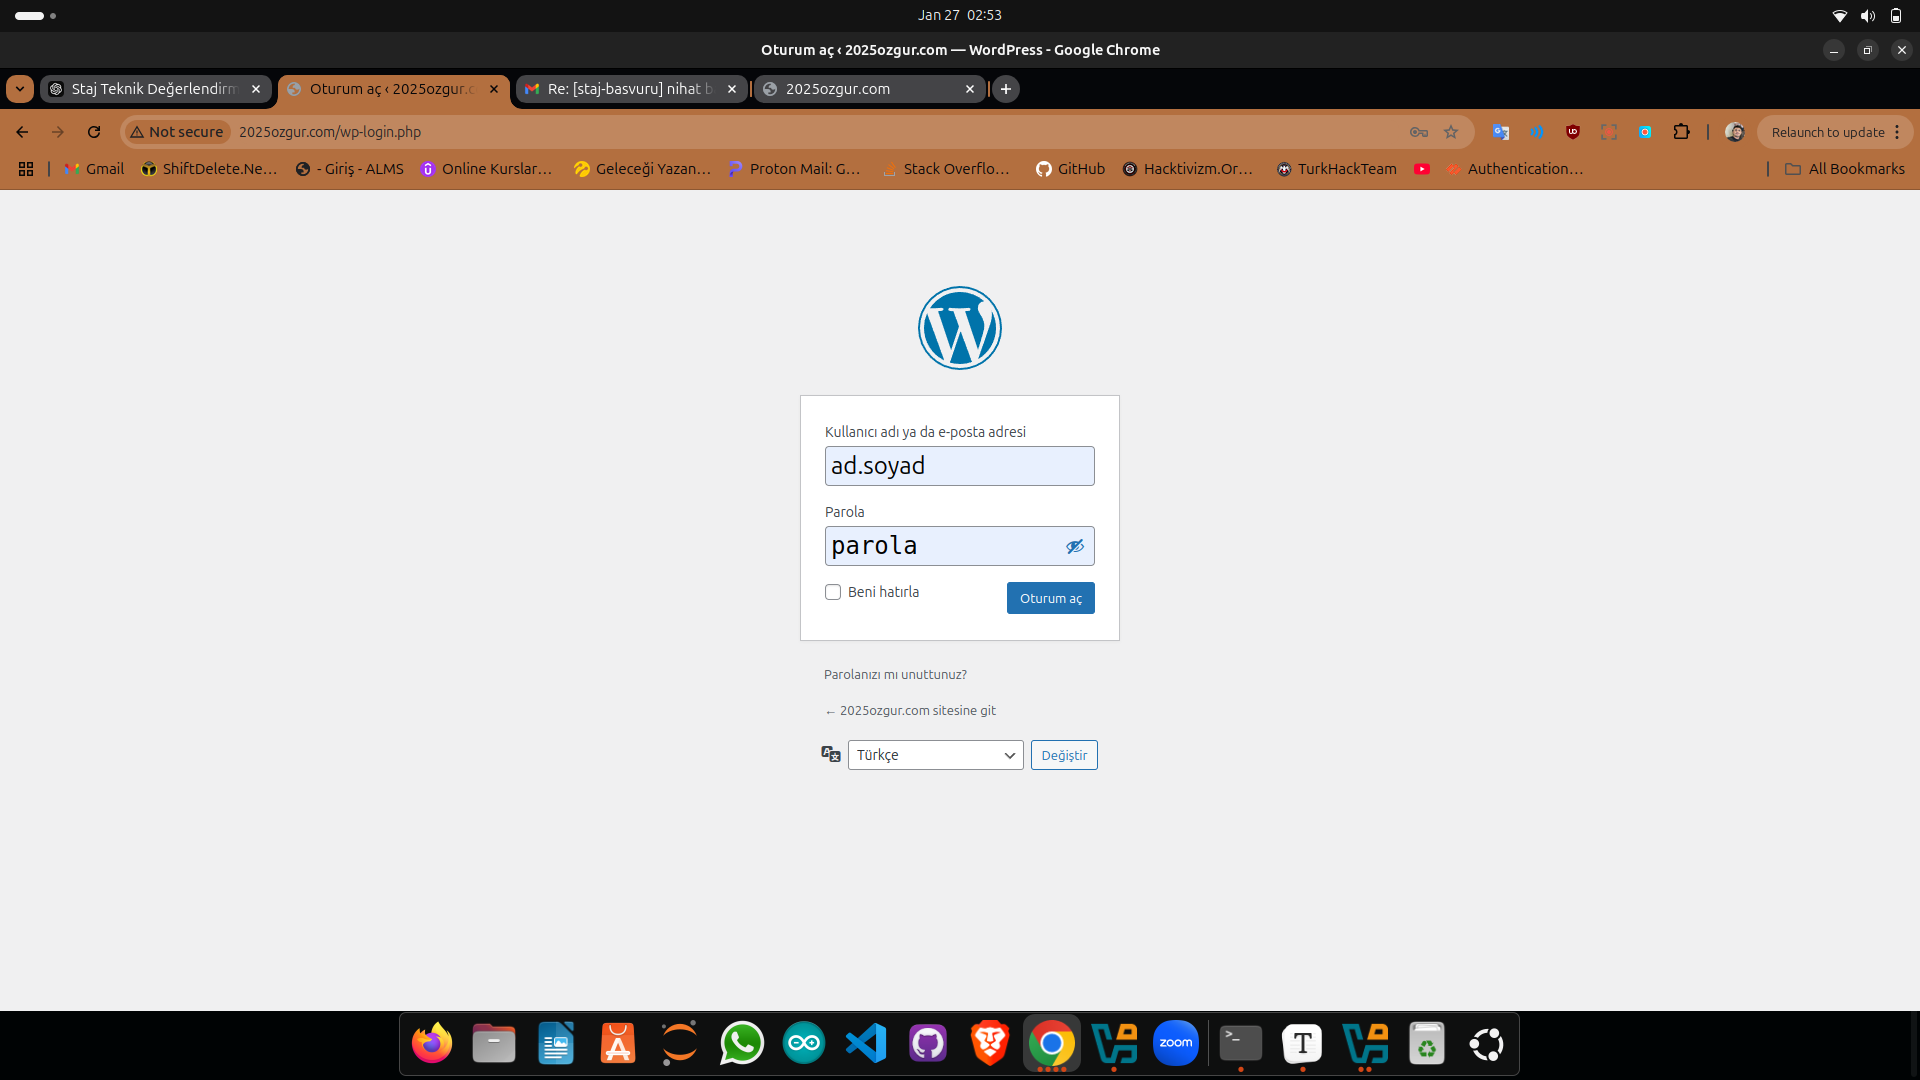 Jan 27 02:53
Oturum aç ‹ 2025ozgur.com — WordPress - Google Chrome
Staj Teknik Değerlendirm
Oturum aç ‹ 2025ozgur.c
Re: [staj-basvuru] nihat b
2025ozgur.com
Not secure
2025ozgur.com/wp-login.php
Relaunch to update
Gmail
ShiftDelete.Ne...
- Giriş - ALMS
Online Kurslar...
Geleceği Yazan...
Proton Mail: G...
Stack Overflo...
GitHub
Hacktivizm.Or...
TurkHackTeam
Authentication...
All Bookmarks
Kullanıcı adı ya da e-posta adresi
ad.soyad
Parola
parola
Beni hatırla
Oturum aç
Parolanızı mı unuttunuz?
← 2025ozgur.com sitesine git
Türkçe
Değiştir
zoom